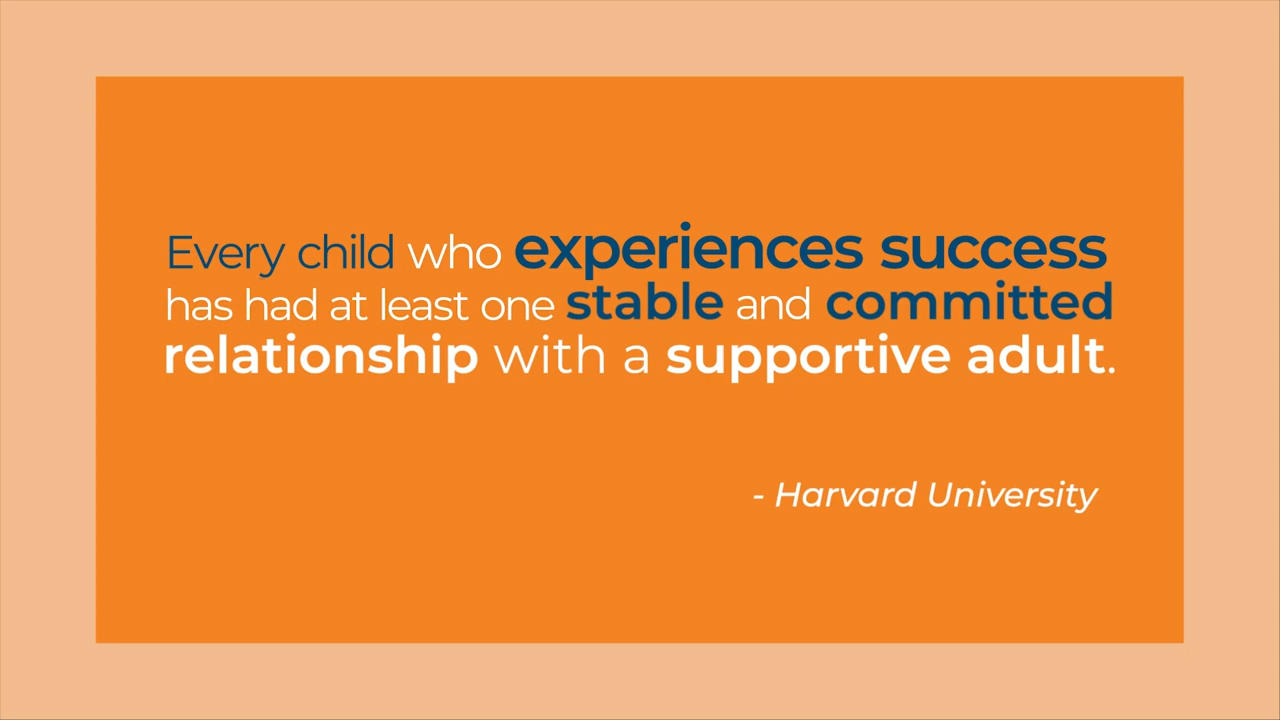 Every child who experiences success
has had at least one stable and committed
relationship with a supportive adult.
- Harvard University